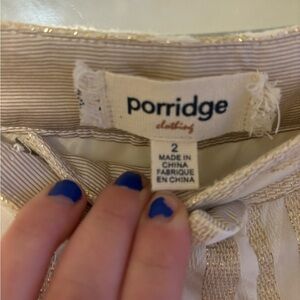 porridge
clothing
2
MADE IN
CHINA
FABRIQUE
EN CHINA